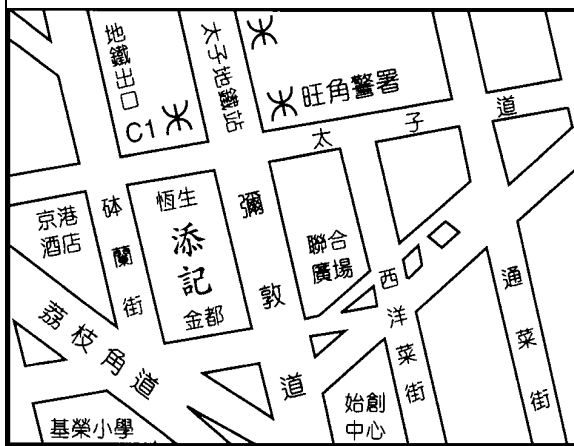 地鐵出口
C1
太子地鐵站
旺角警署
太子道
京港
酒店
砵蘭街
恆生
添記
金都
彌敦道
聯合
廣場
西洋菜街
通菜街
荔枝角道
始創
中心
基榮小學